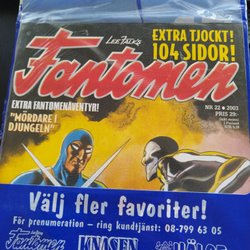 LEE FALK'S
EXTRA TJOCKT!
104 SIDOR!
Fantomen
EXTRA FANTOMENÄVENTYR!
"MÖRDARE I
DJUNGELN"
NR 22 • 2003
PRIS 29:-
Välj fler favoriter!
För prenumeration – ring kundtjänst: 08-799 63 05
Fantomen
KNASEN